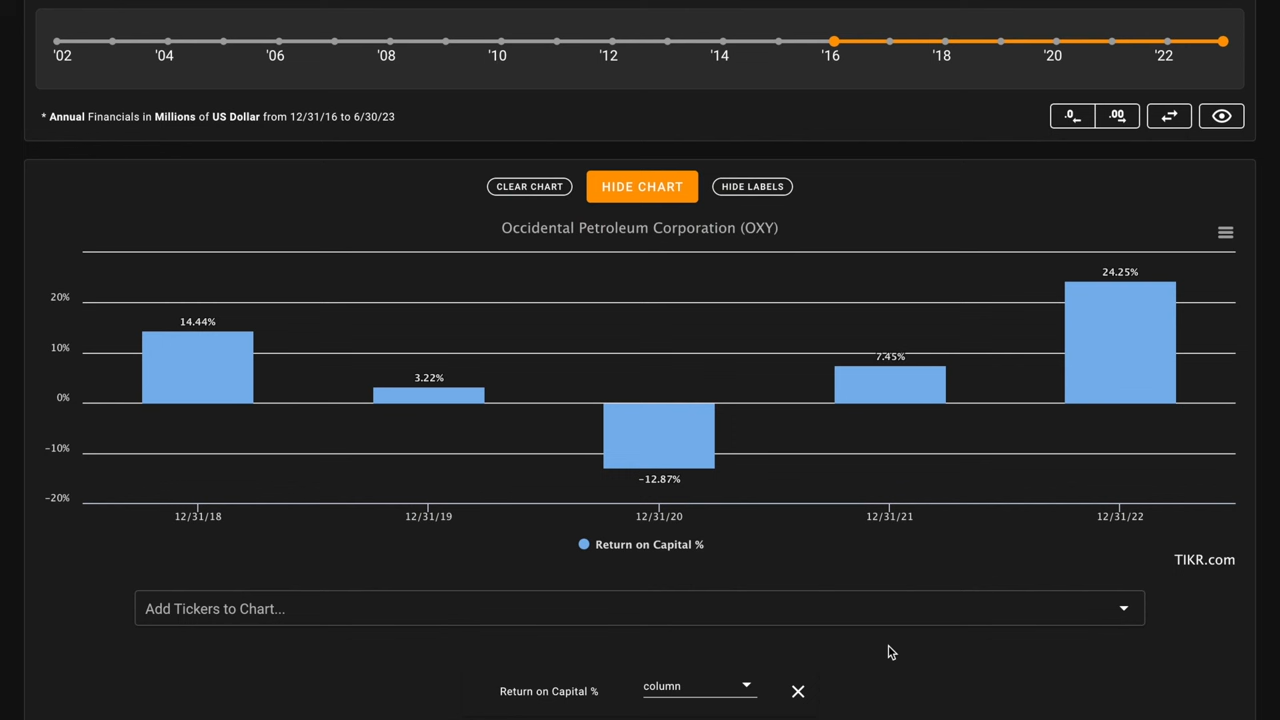 '02 '04 '06 '08 '10 '12 '14 '16 '18 '20 '22
* Annual Financials in Millions of US Dollar from 12/31/16 to 6/30/23
.0 .00
CLEAR CHART HIDE CHART HIDE LABELS
Occidental Petroleum Corporation (OXY)
24.25%
20%
14.44%
10%
7.45%
3.22%
0%
-10%
-12.87%
-20%
12/31/18 12/31/19 12/31/20 12/31/21 12/31/22
Return on Capital %
TIKR.com
Add Tickers to Chart...
Return on Capital % column